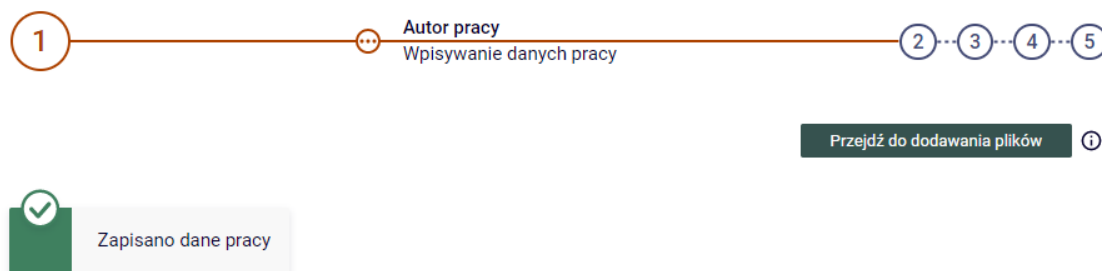 1
Autor pracy
Wpisywanie danych pracy
2 3 4 5
Przejdź do dodawania plików
Zapisano dane pracy